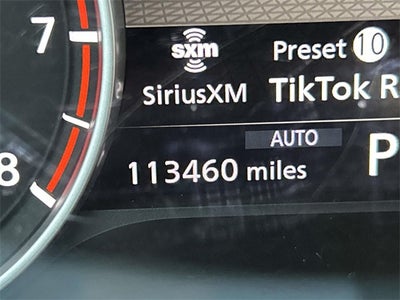 7
sxm
Preset 10
SiriusXM
TikTok R
AUTO
P
8
113460 miles